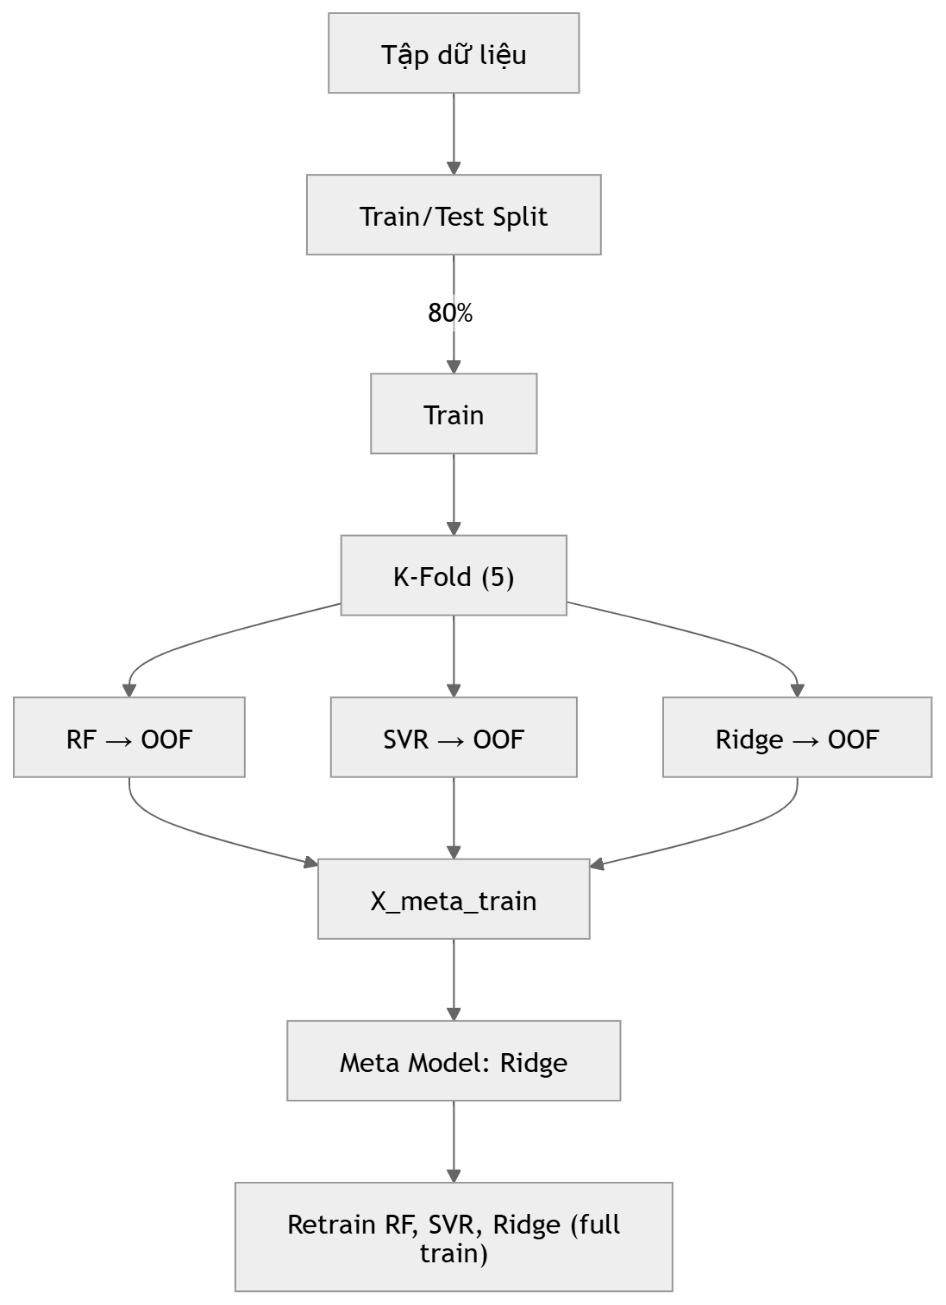 Tập dữ liệu
Train/Test Split
80%
Train
K-Fold (5)
RF → OOF
SVR → OOF
Ridge → OOF
X_meta_train
Meta Model: Ridge
Retrain RF, SVR, Ridge (full
train)